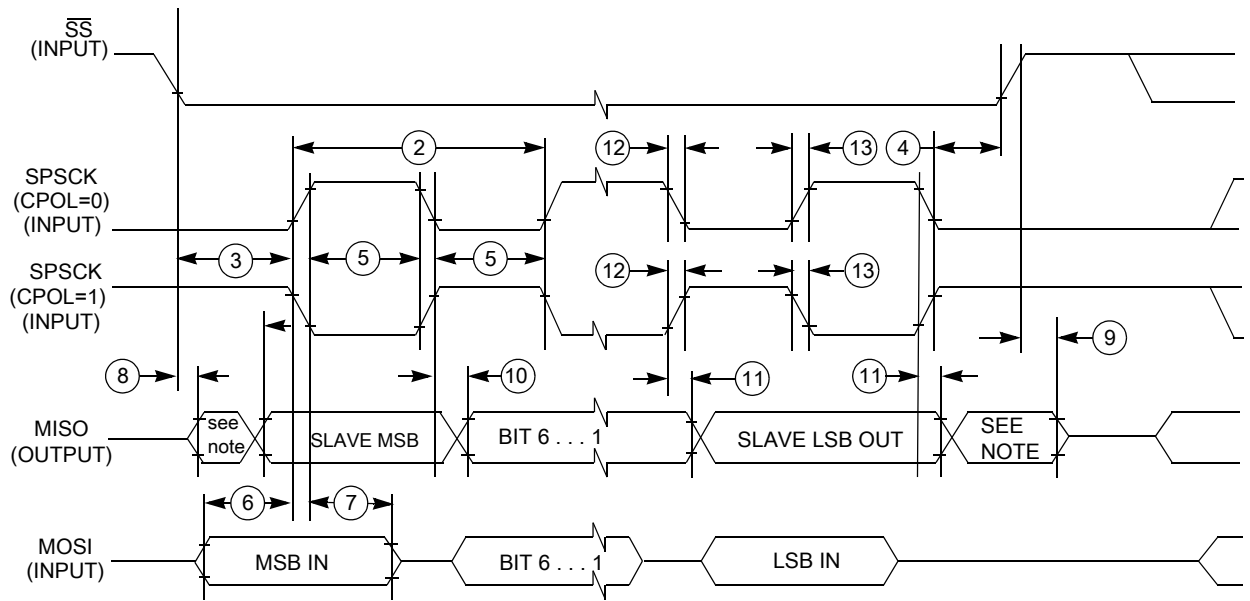 SS
(INPUT)
2
12
13
4
SPSCK
(CPOL=0)
(INPUT)
3
5
5
SPSCK
(CPOL=1)
(INPUT)
12
13
8
10
11
11
9
MISO
(OUTPUT)
see
note
SLAVE MSB
BIT 6 . . . 1
SLAVE LSB OUT
SEE
NOTE
6
7
MOSI
(INPUT)
MSB IN
BIT 6 . . . 1
LSB IN